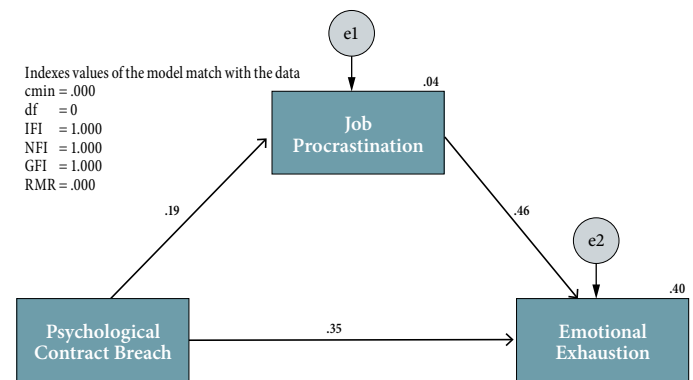 e1
Indexes values of the model match with the data
cmin = .000
df = 0
IFI = 1.000
NFI = 1.000
GFI = 1.000
RMR = .000
.04
Job
Procrastination
.19
.46
e2
.40
Psychological
Contract Breach
.35
Emotional
Exhaustion